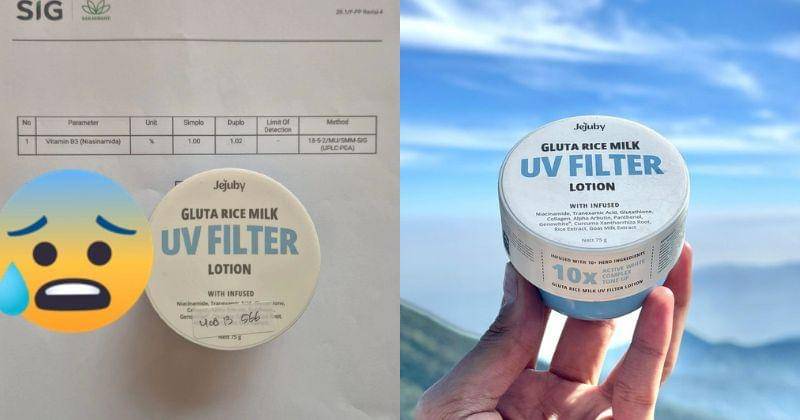 SIG
28.1/F-PP Revisi 4
No Parameter Unit Simplo Duplo Limit Of Detection Method
1 Vitamin B3 (Niasinamida) % 1.00 1.02 - 18-5-2/MU/SMM-SIG (UPLC-PDA)
Jejuby
GLUTA RICE MILK
UV FILTER
LOTION
WITH INFUSED
Niacinamide, Tranexamic Acid,
Nett 75 g
Jejuby
GLUTA RICE MILK
UV FILTER
LOTION
WITH INFUSED
Niacinamide, Tranexamic Acid, Glutathione,
Collagen, Alpha Arbutin, Panthenol,
Genowhite®, Curcuma Xanthorrhiza Root,
Rice Extract, Goat Milk Extract
Nett 75 g
INFUSED WITH 10+ HERO INGREDIENTS
10x
ACTIVE WHITE
COMPLEX
TONE UP
GLUTA RICE MILK UV FILTER LOTION